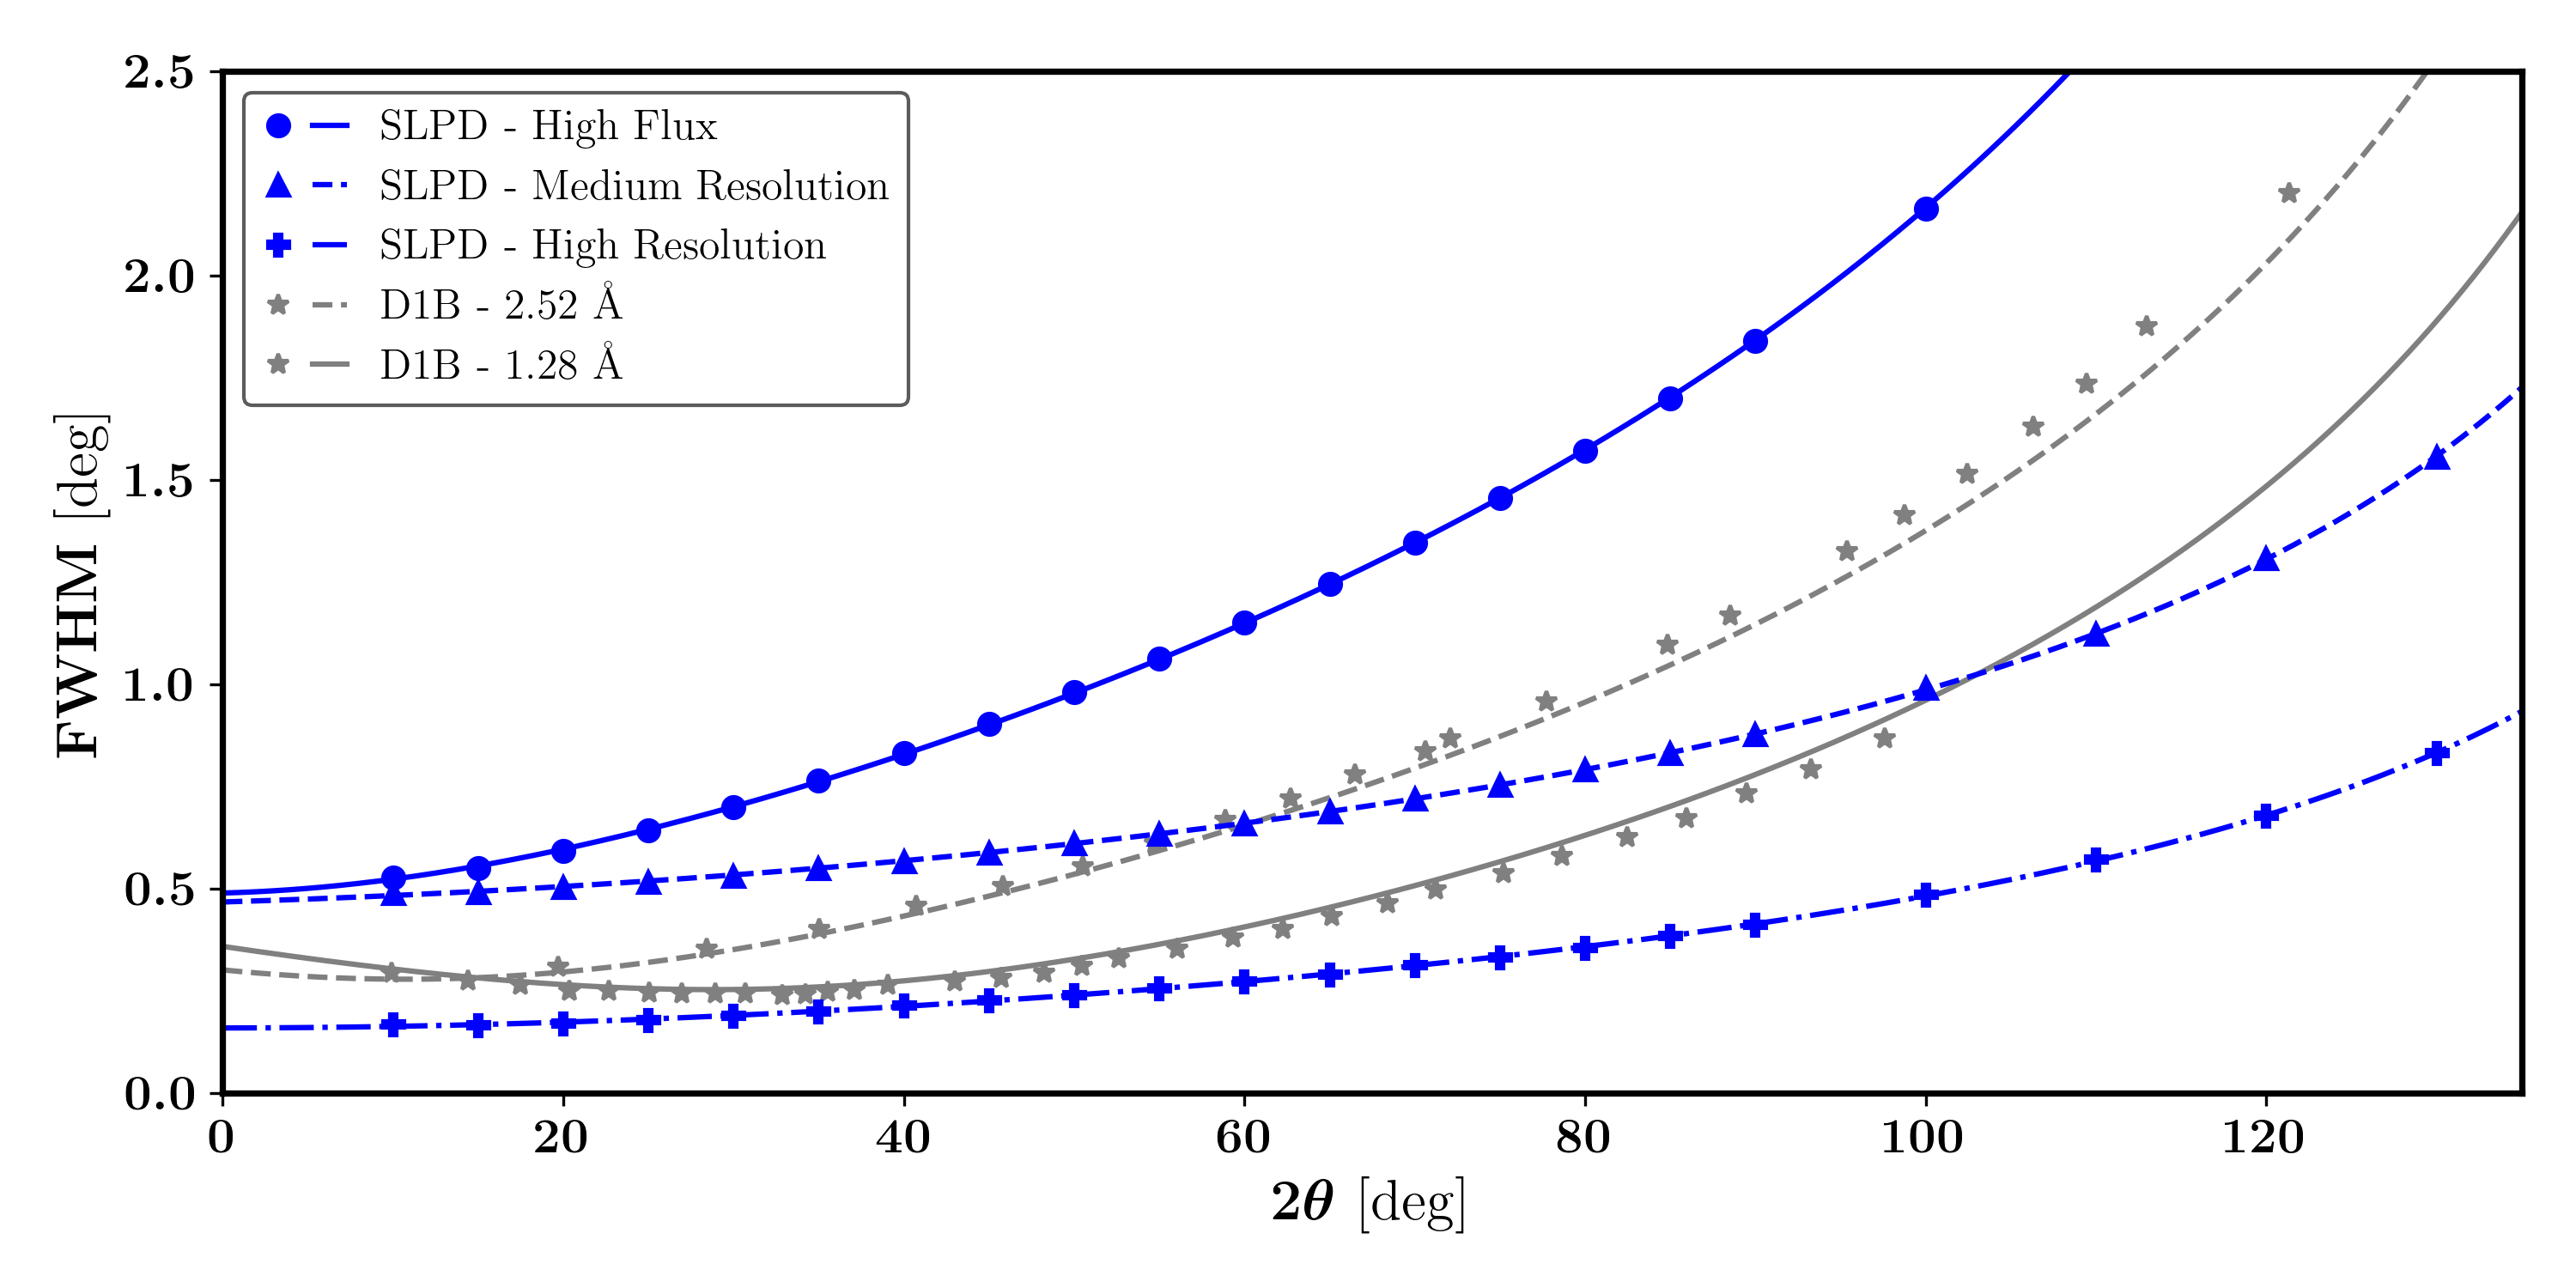 2.5
2.0
1.5
1.0
0.5
0.0
FWHM [deg]
SLPD - High Flux
SLPD - Medium Resolution
SLPD - High Resolution
D1B - 2.52 Å
D1B - 1.28 Å
0 20 40 60 80 100 120
2θ [deg]